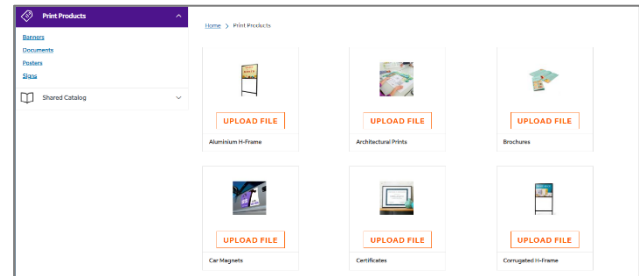 Print Products
Banners
Documents
Posters
Signs
Shared Catalog
Home > Print Products
UPLOAD FILE
UPLOAD FILE
UPLOAD FILE
Aluminium H-Frame
Architectural Prints
Brochures
UPLOAD FILE
UPLOAD FILE
UPLOAD FILE
Car Magnets
Certificates
Corrugated H-Frame